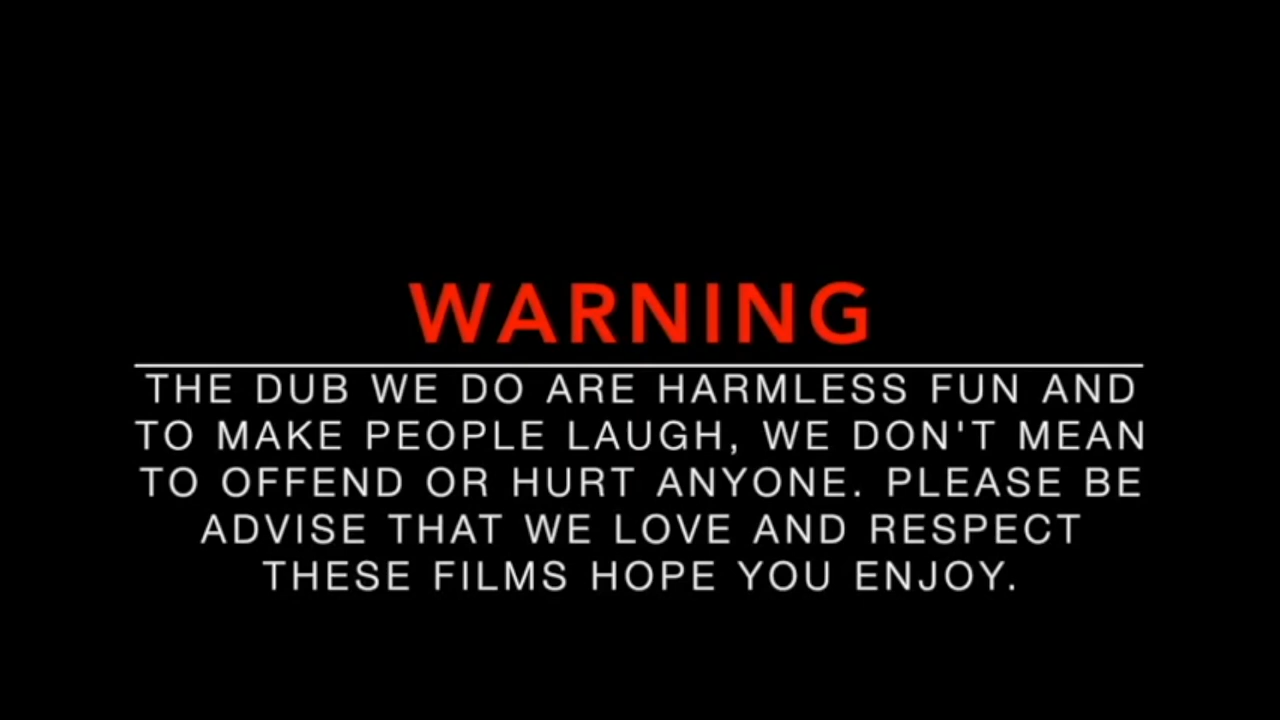 WARNING
THE DUB WE DO ARE HARMLESS FUN AND
TO MAKE PEOPLE LAUGH, WE DON'T MEAN
TO OFFEND OR HURT ANYONE. PLEASE BE
ADVISE THAT WE LOVE AND RESPECT
THESE FILMS HOPE YOU ENJOY.